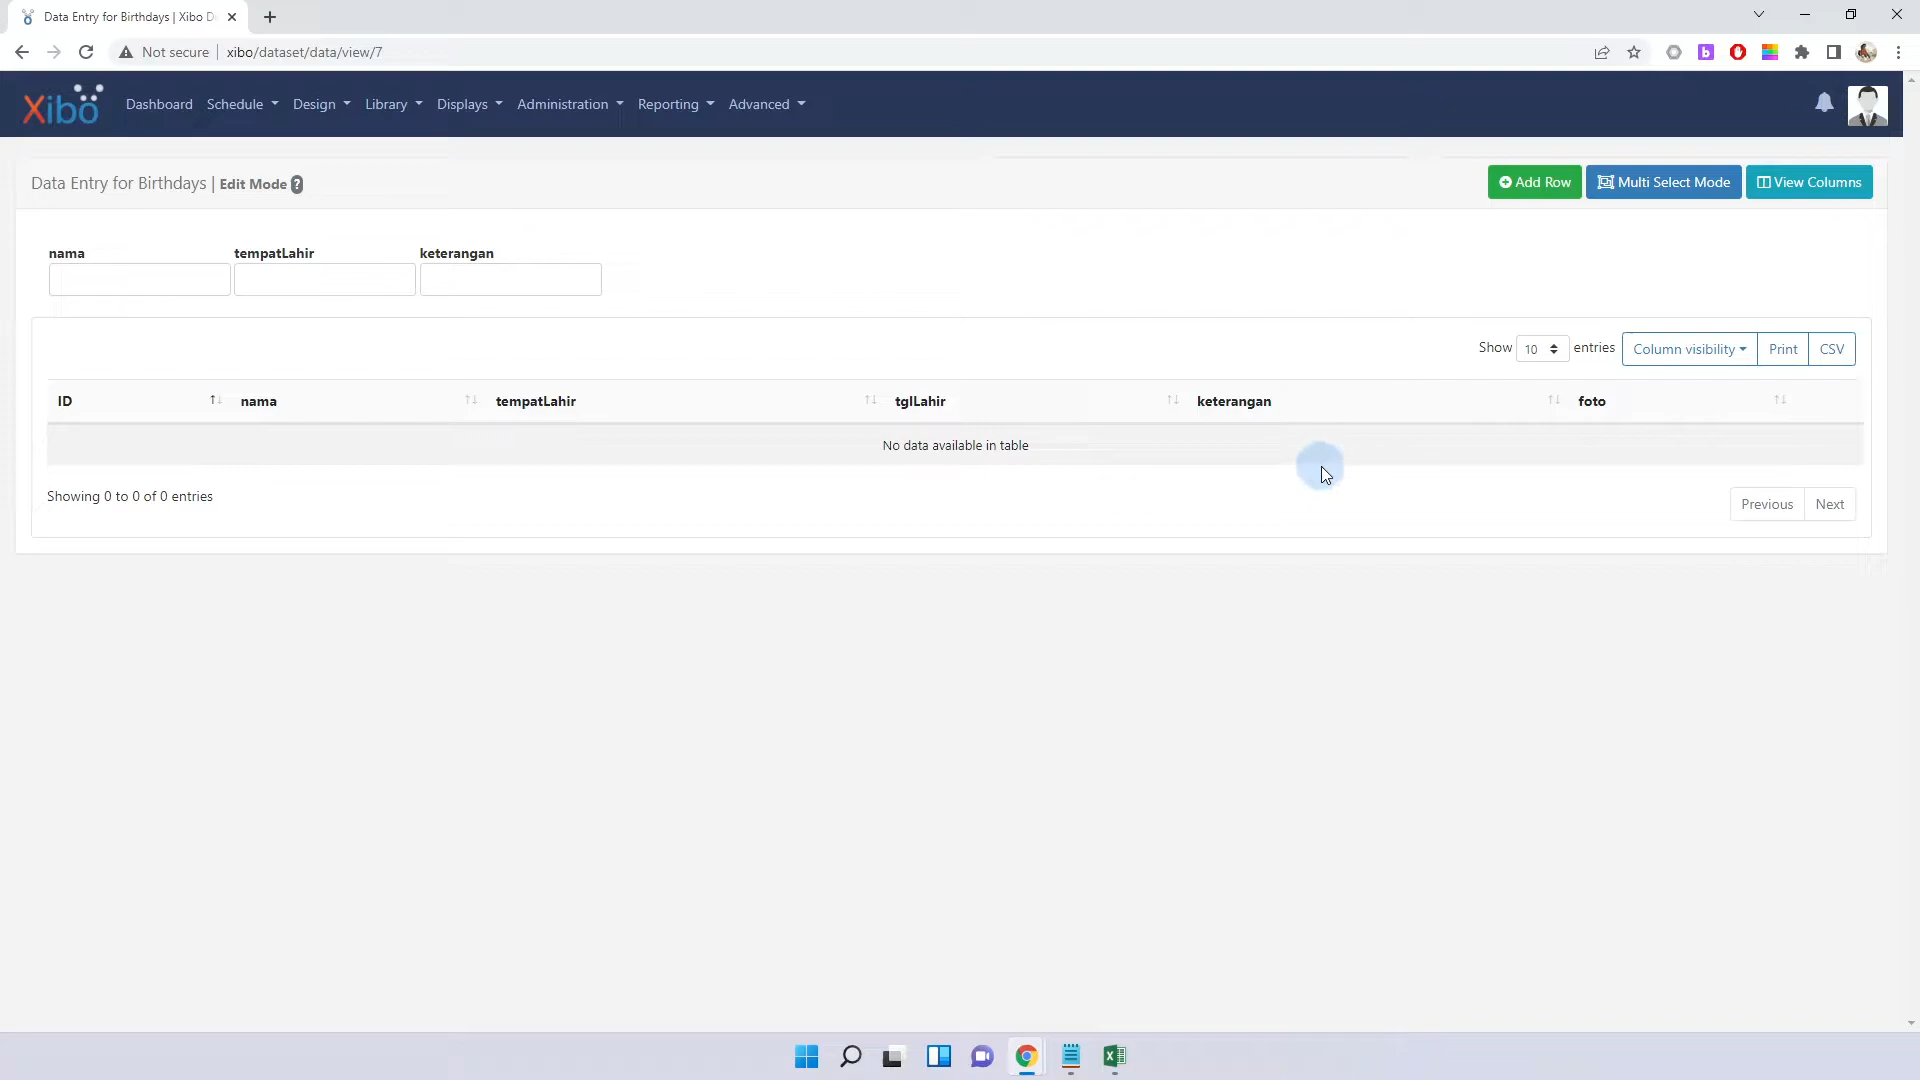 Data Entry for Birthdays | Xibo D
Not secure
xibo/dataset/data/view/7
Xibo
Dashboard
Schedule
Design
Library
Displays
Administration
Reporting
Advanced
Data Entry for Birthdays | Edit Mode ?
Add Row
Multi Select Mode
View Columns
nama
tempatLahir
keterangan
Show 10 entries
Column visibility
Print
CSV
ID
nama
tempatLahir
tglLahir
keterangan
foto
No data available in table
Showing 0 to 0 of 0 entries
Previous
Next